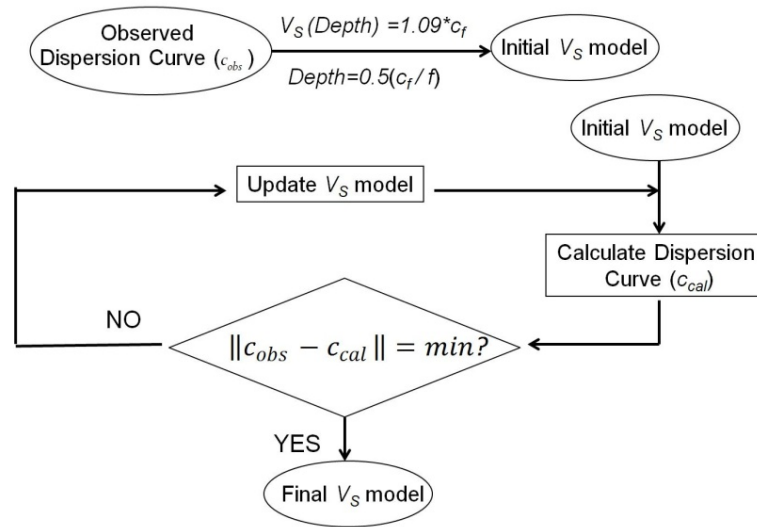 Observed
Dispersion Curve (c_obs)
V_S (Depth) =1.09*c_f
Depth=0.5(c_f / f)
Initial V_S model
Initial V_S model
Update V_S model
Calculate Dispersion
Curve (c_cal)
NO
‖c_obs − c_cal‖ = min?
YES
Final V_S model